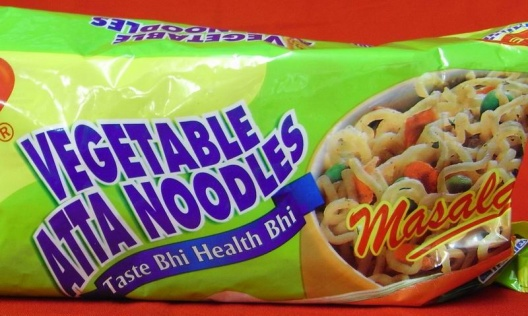 VEGETABLE
NOODLES
®
VEGETABLE
ATTA NOODLES
Taste Bhi Health Bhi
Masala